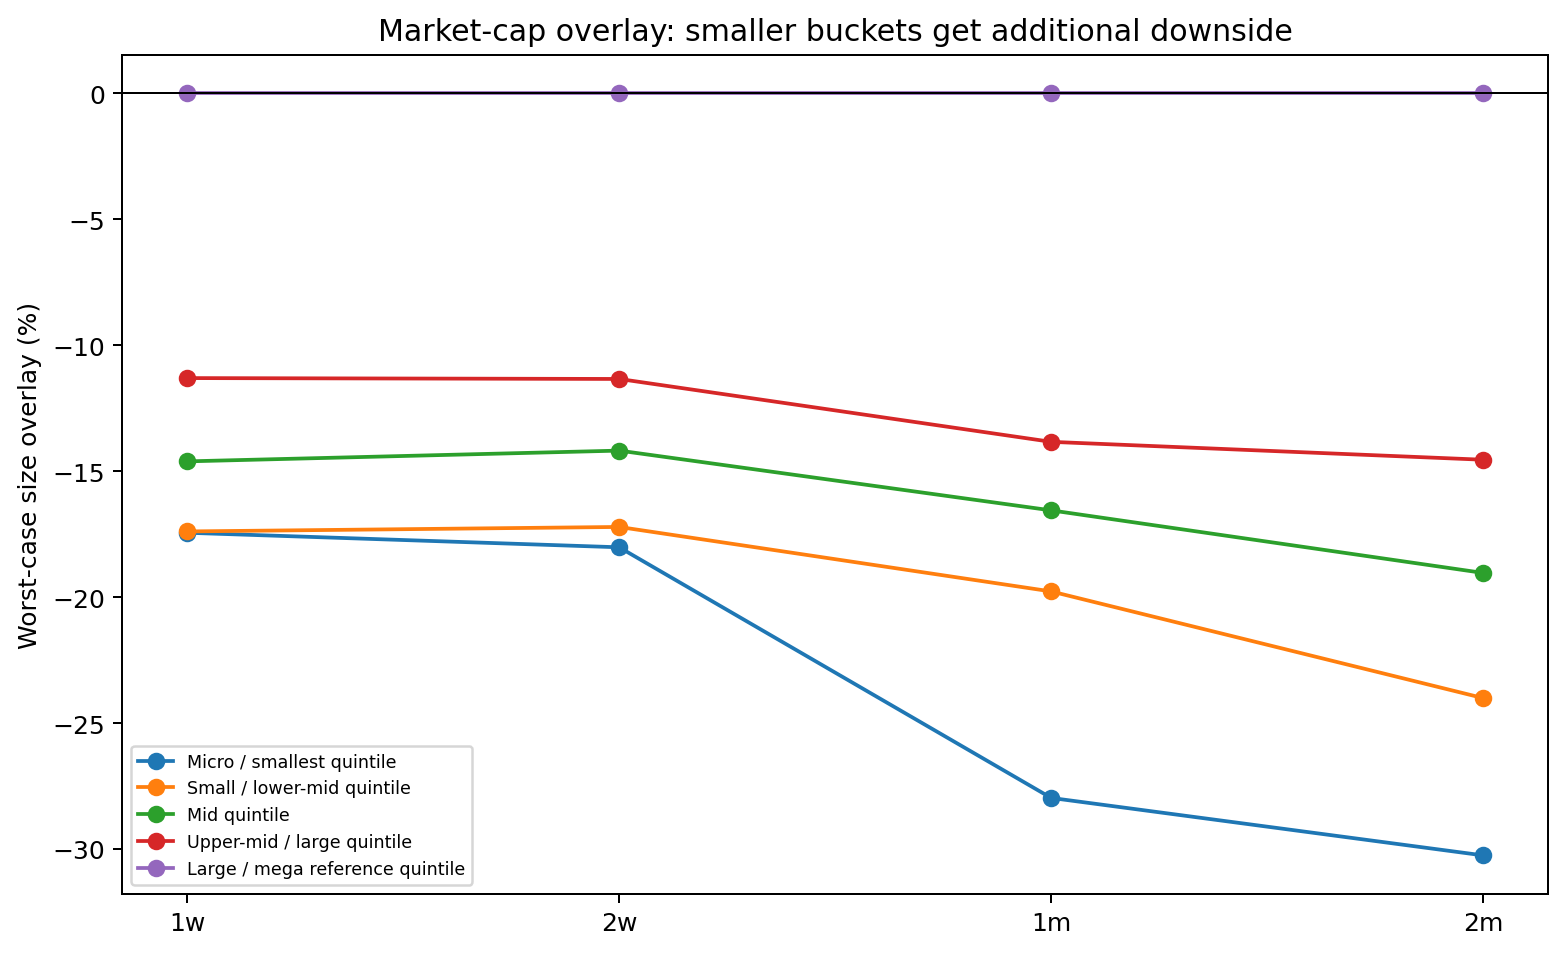 Market-cap overlay: smaller buckets get additional downside
Worst-case size overlay (%)
0
−5
−10
−15
−20
−25
−30
Micro / smallest quintile
Small / lower-mid quintile
Mid quintile
Upper-mid / large quintile
Large / mega reference quintile
1w
2w
1m
2m